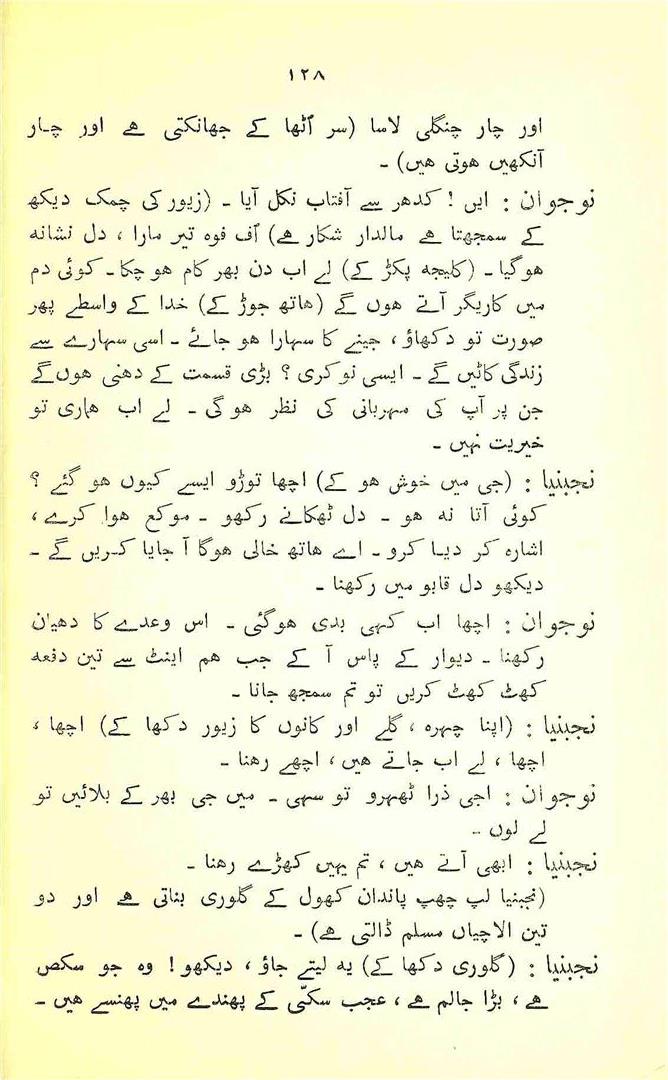 ۱۲۸
اور چار چنگلی لاسا (سر اُٹھا کے جھانکتی ہے اور چار
آنکھیں ہوتی ہیں) ۔
نوجوان : ایں ! کدھر سے آفتاب نکل آیا ۔ (زیور کی چمک دیکھ
کے سمجھتا ہے مالدار شکار ہے) اُف فوہ تیر مارا ، دل نشانہ
ہوگیا ۔ (کلیجہ پکڑ کے) لے اب دن بھر کام ہو چکا ۔ کوئی دم
میں کاریگر آتے ہوں گے (ہاتھ جوڑ کے) خدا کے واسطے پھر
صورت تو دکھاؤ ، جینے کا سہارا ہو جائے ۔ اسی سہارے سے
زندگی کاٹیں گے ۔ ایسی نوکری ؟ بڑی قسمت کے دھنی ہوں گے
جن پر آپ کی مہربانی کی نظر ہوگی ۔ لے اب ہماری تو
خیریت نہیں ۔
نجبنیا : (جی میں خوش ہو کے) اچھا توڑو ایسے کیوں ہو گئے ؟
کوئی آتا نہ ہو ۔ دل ٹھکانے رکھو ۔ موکع ہوا کرے ،
اشارہ کر دیا کرو ۔ اے ہاتھ خالی ہوگا آ جایا کریں گے ۔
دیکھو دل قابو میں رکھنا ۔
نوجوان : اچھا اب کہی بدی ہوگئی ۔ اس وعدے کا دھیان
رکھنا ۔ دیوار کے پاس آ کے جب ہم اینٹ سے تین دفعہ
کھٹ کھٹ کریں تو تم سمجھ جانا ۔
نجبنیا : (اپنا چہرہ ، گلے اور کانوں کا زیور دکھا کے) اچھا ،
اچھا ، لے اب جاتے ہیں ، اچھے رہنا ۔
نوجوان : اجی ذرا ٹھہرو تو سہی ۔ میں جی بھر کے بلائیں تو
لے لوں ۔
نجبنیا : ابھی آتے ہیں ، تم یہیں کھڑے رہنا ۔
(نجبنیا لپ چھپ پاندان کھول کے گلوری بناتی ہے اور دو
تین الاچیاں مسلم ڈالتی ہے) ۔
نجبنیا : (گلوری دکھا کے) یہ لیتے جاؤ ، دیکھو ! وہ جو سکص
ہے ، بڑا جالم ہے ، عجب سکّی کے پھندے میں پھنسے ہیں ۔